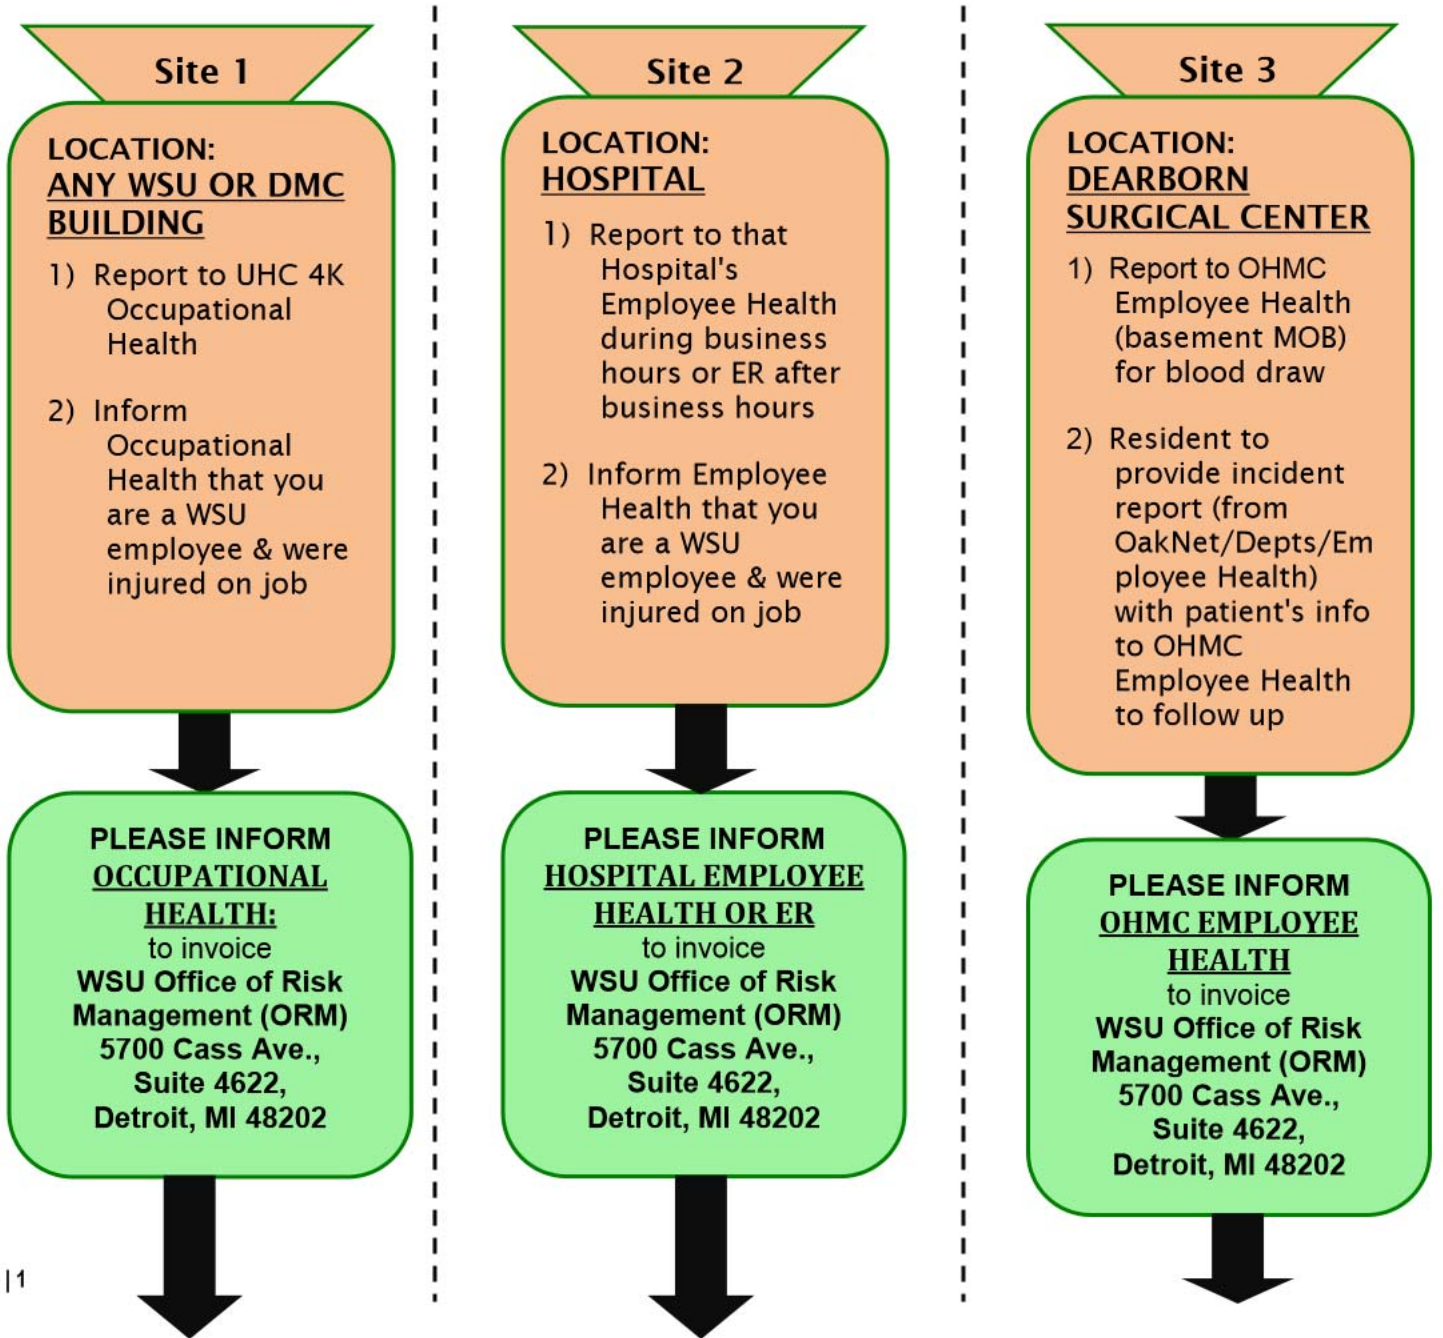 Site 1
LOCATION:
ANY WSU OR DMC
BUILDING
1) Report to UHC 4K
Occupational
Health
2) Inform
Occupational
Health that you
are a WSU
employee & were
injured on job
PLEASE INFORM
OCCUPATIONAL
HEALTH:
to invoice
WSU Office of Risk
Management (ORM)
5700 Cass Ave.,
Suite 4622,
Detroit, MI 48202
Site 2
LOCATION:
HOSPITAL
1) Report to that
Hospital's
Employee Health
during business
hours or ER after
business hours
2) Inform Employee
Health that you
are a WSU
employee & were
injured on job
PLEASE INFORM
HOSPITAL EMPLOYEE
HEALTH OR ER
to invoice
WSU Office of Risk
Management (ORM)
5700 Cass Ave.,
Suite 4622,
Detroit, MI 48202
Site 3
LOCATION:
DEARBORN
SURGICAL CENTER
1) Report to OHMC
Employee Health
(basement MOB)
for blood draw
2) Resident to
provide incident
report (from
OakNet/Depts/Em
ployee Health)
with patient's info
to OHMC
Employee Health
to follow up
PLEASE INFORM
OHMC EMPLOYEE
HEALTH
to invoice
WSU Office of Risk
Management (ORM)
5700 Cass Ave.,
Suite 4622,
Detroit, MI 48202
|1